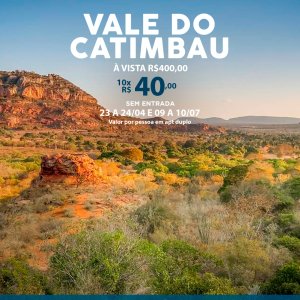 VALE DO
CATIMBAU
À VISTA R$400,00
10x
R$ 40,00
SEM ENTRADA
23 A 24/04 E 09 A 10/07
Valor por pessoa em apt duplo